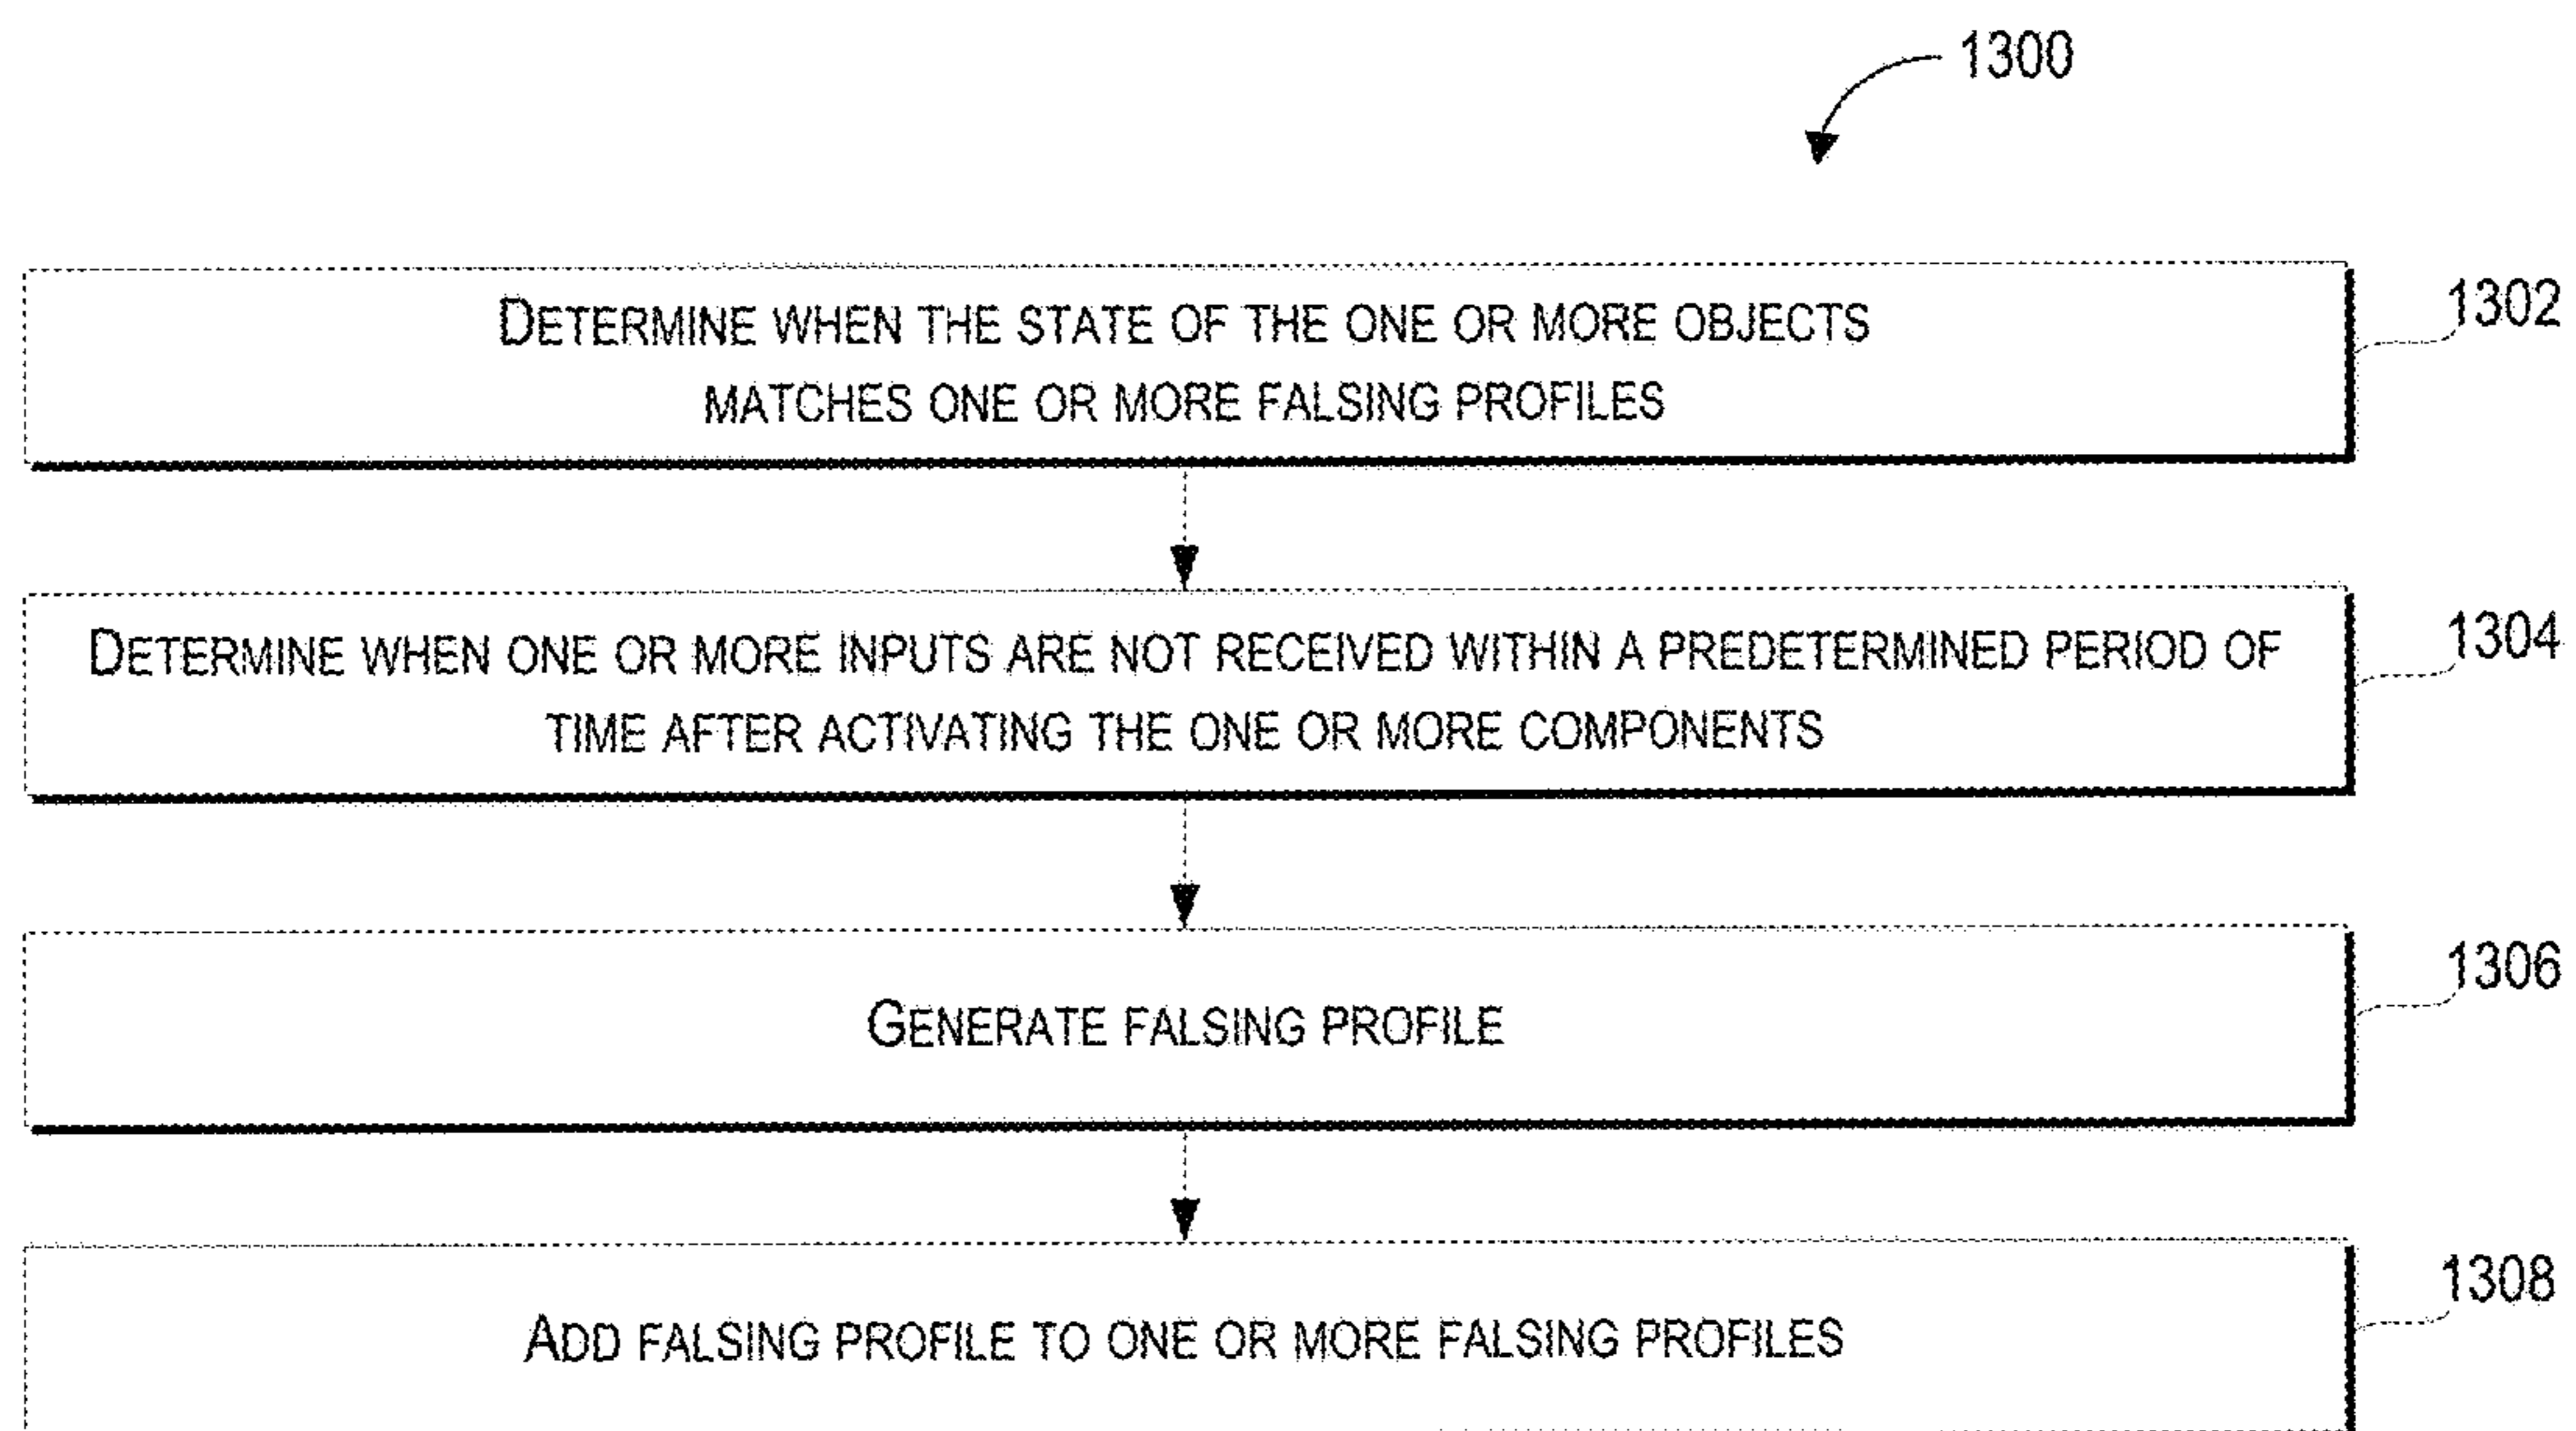 1300
DETERMINE WHEN THE STATE OF THE ONE OR MORE OBJECTS
MATCHES ONE OR MORE FALSING PROFILES
1302
DETERMINE WHEN ONE OR MORE INPUTS ARE NOT RECEIVED WITHIN A PREDETERMINED PERIOD OF
TIME AFTER ACTIVATING THE ONE OR MORE COMPONENTS
1304
GENERATE FALSING PROFILE
1306
ADD FALSING PROFILE TO ONE OR MORE FALSING PROFILES
1308